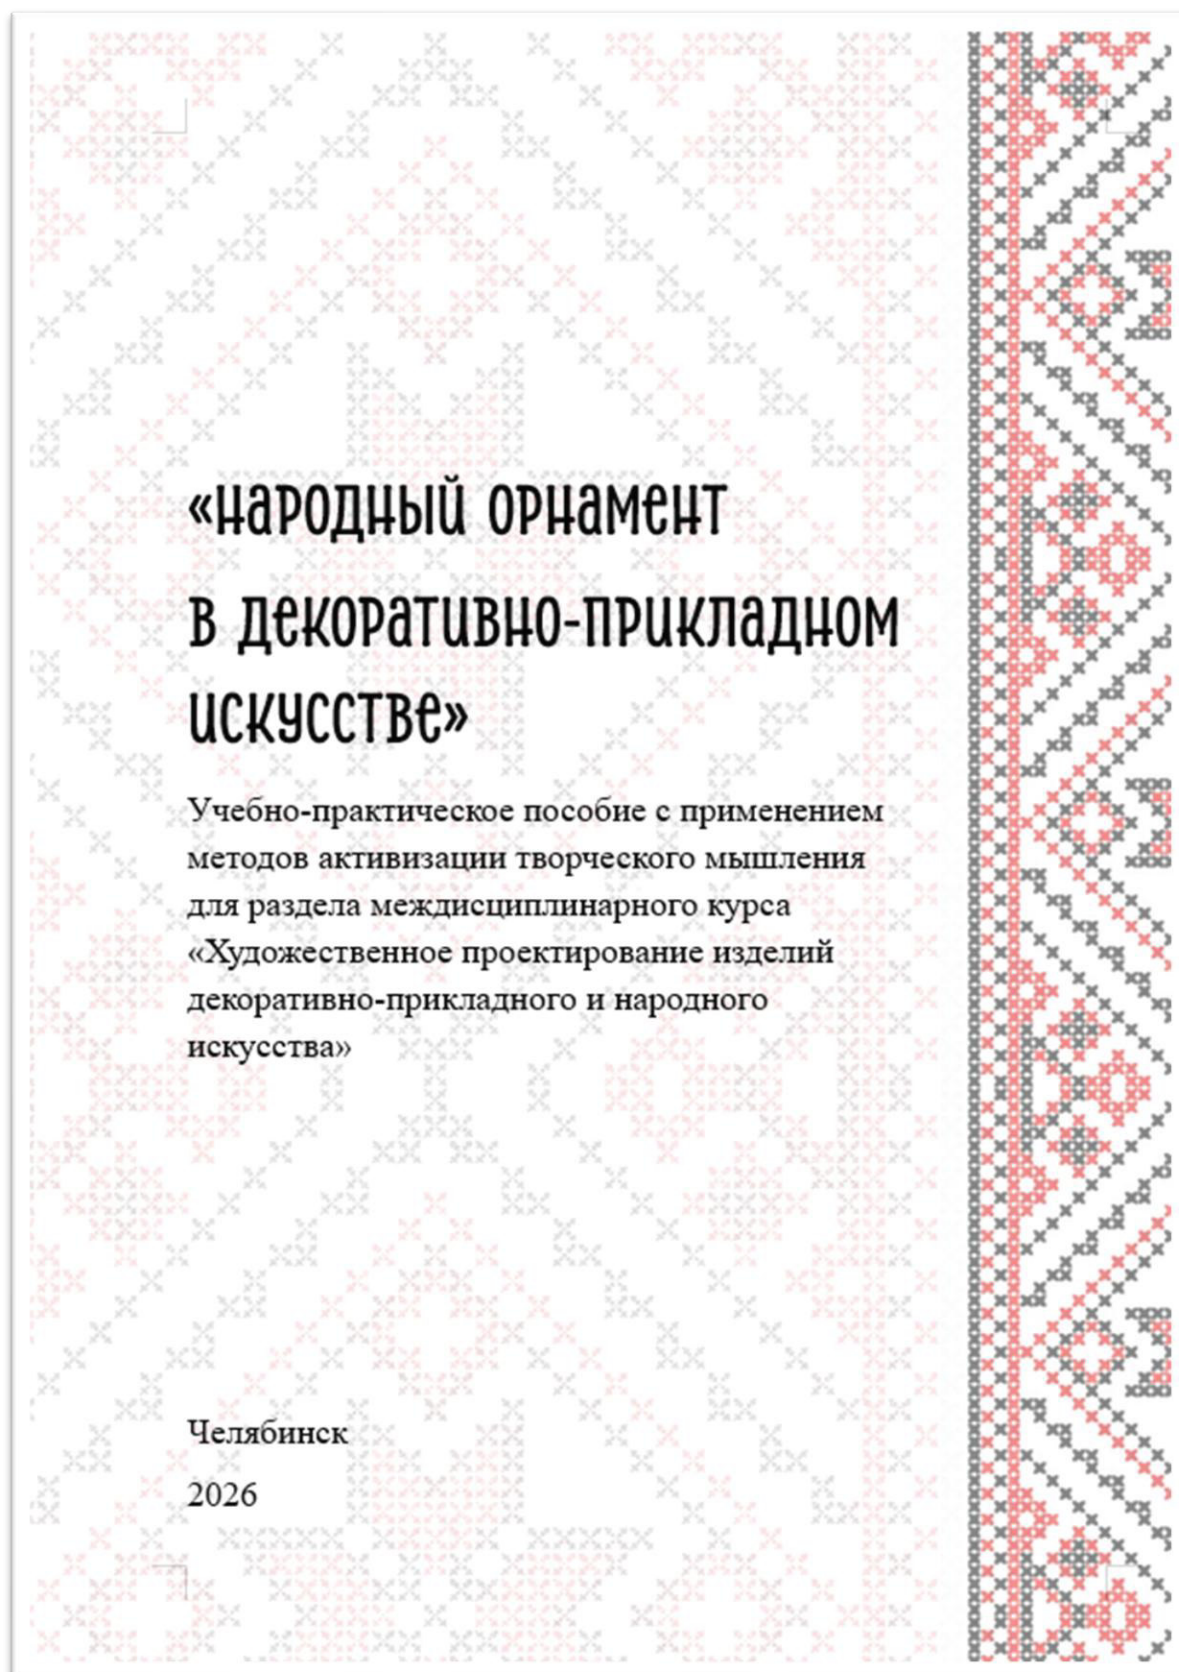 «Народный орнамент
в декоративно-прикладном
искусстве»
Учебно-практическое пособие с применением
методов активизации творческого мышления
для раздела междисциплинарного курса
«Художественное проектирование изделий
декоративно-прикладного и народного
искусства»
Челябинск
2026